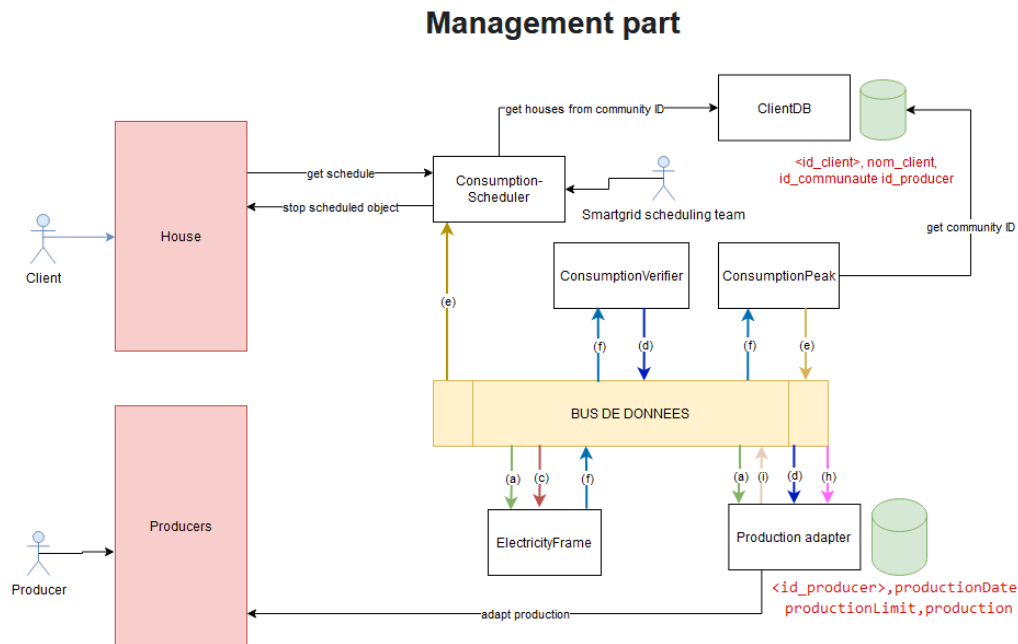 Management part
get houses from community ID
ClientDB
<id_client>, nom_client,
id_communaute id_producer
get schedule
Consumption-
Scheduler
stop scheduled object
Smartgrid scheduling team
House
Client
get community ID
ConsumptionVerifier
ConsumptionPeak
(e)
(f)
(d)
(f)
(e)
BUS DE DONNEES
(a)
(c)
(f)
(a)
(i)
(d)
(h)
Producers
ElectricityFrame
Production adapter
Producer
<id_producer>,productionDate
productionLimit,production
adapt production